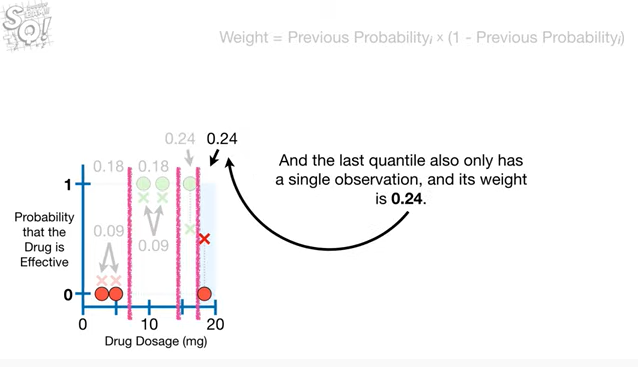 SQ!
Weight = Previous Probabilityi × (1 - Previous Probabilityi)
0.24 0.24
0.18 0.18
And the last quantile also only has
a single observation, and its weight
is 0.24.
1
Probability
that the
Drug is
Effective
0.09
0.09
0
0 10 20
Drug Dosage (mg)